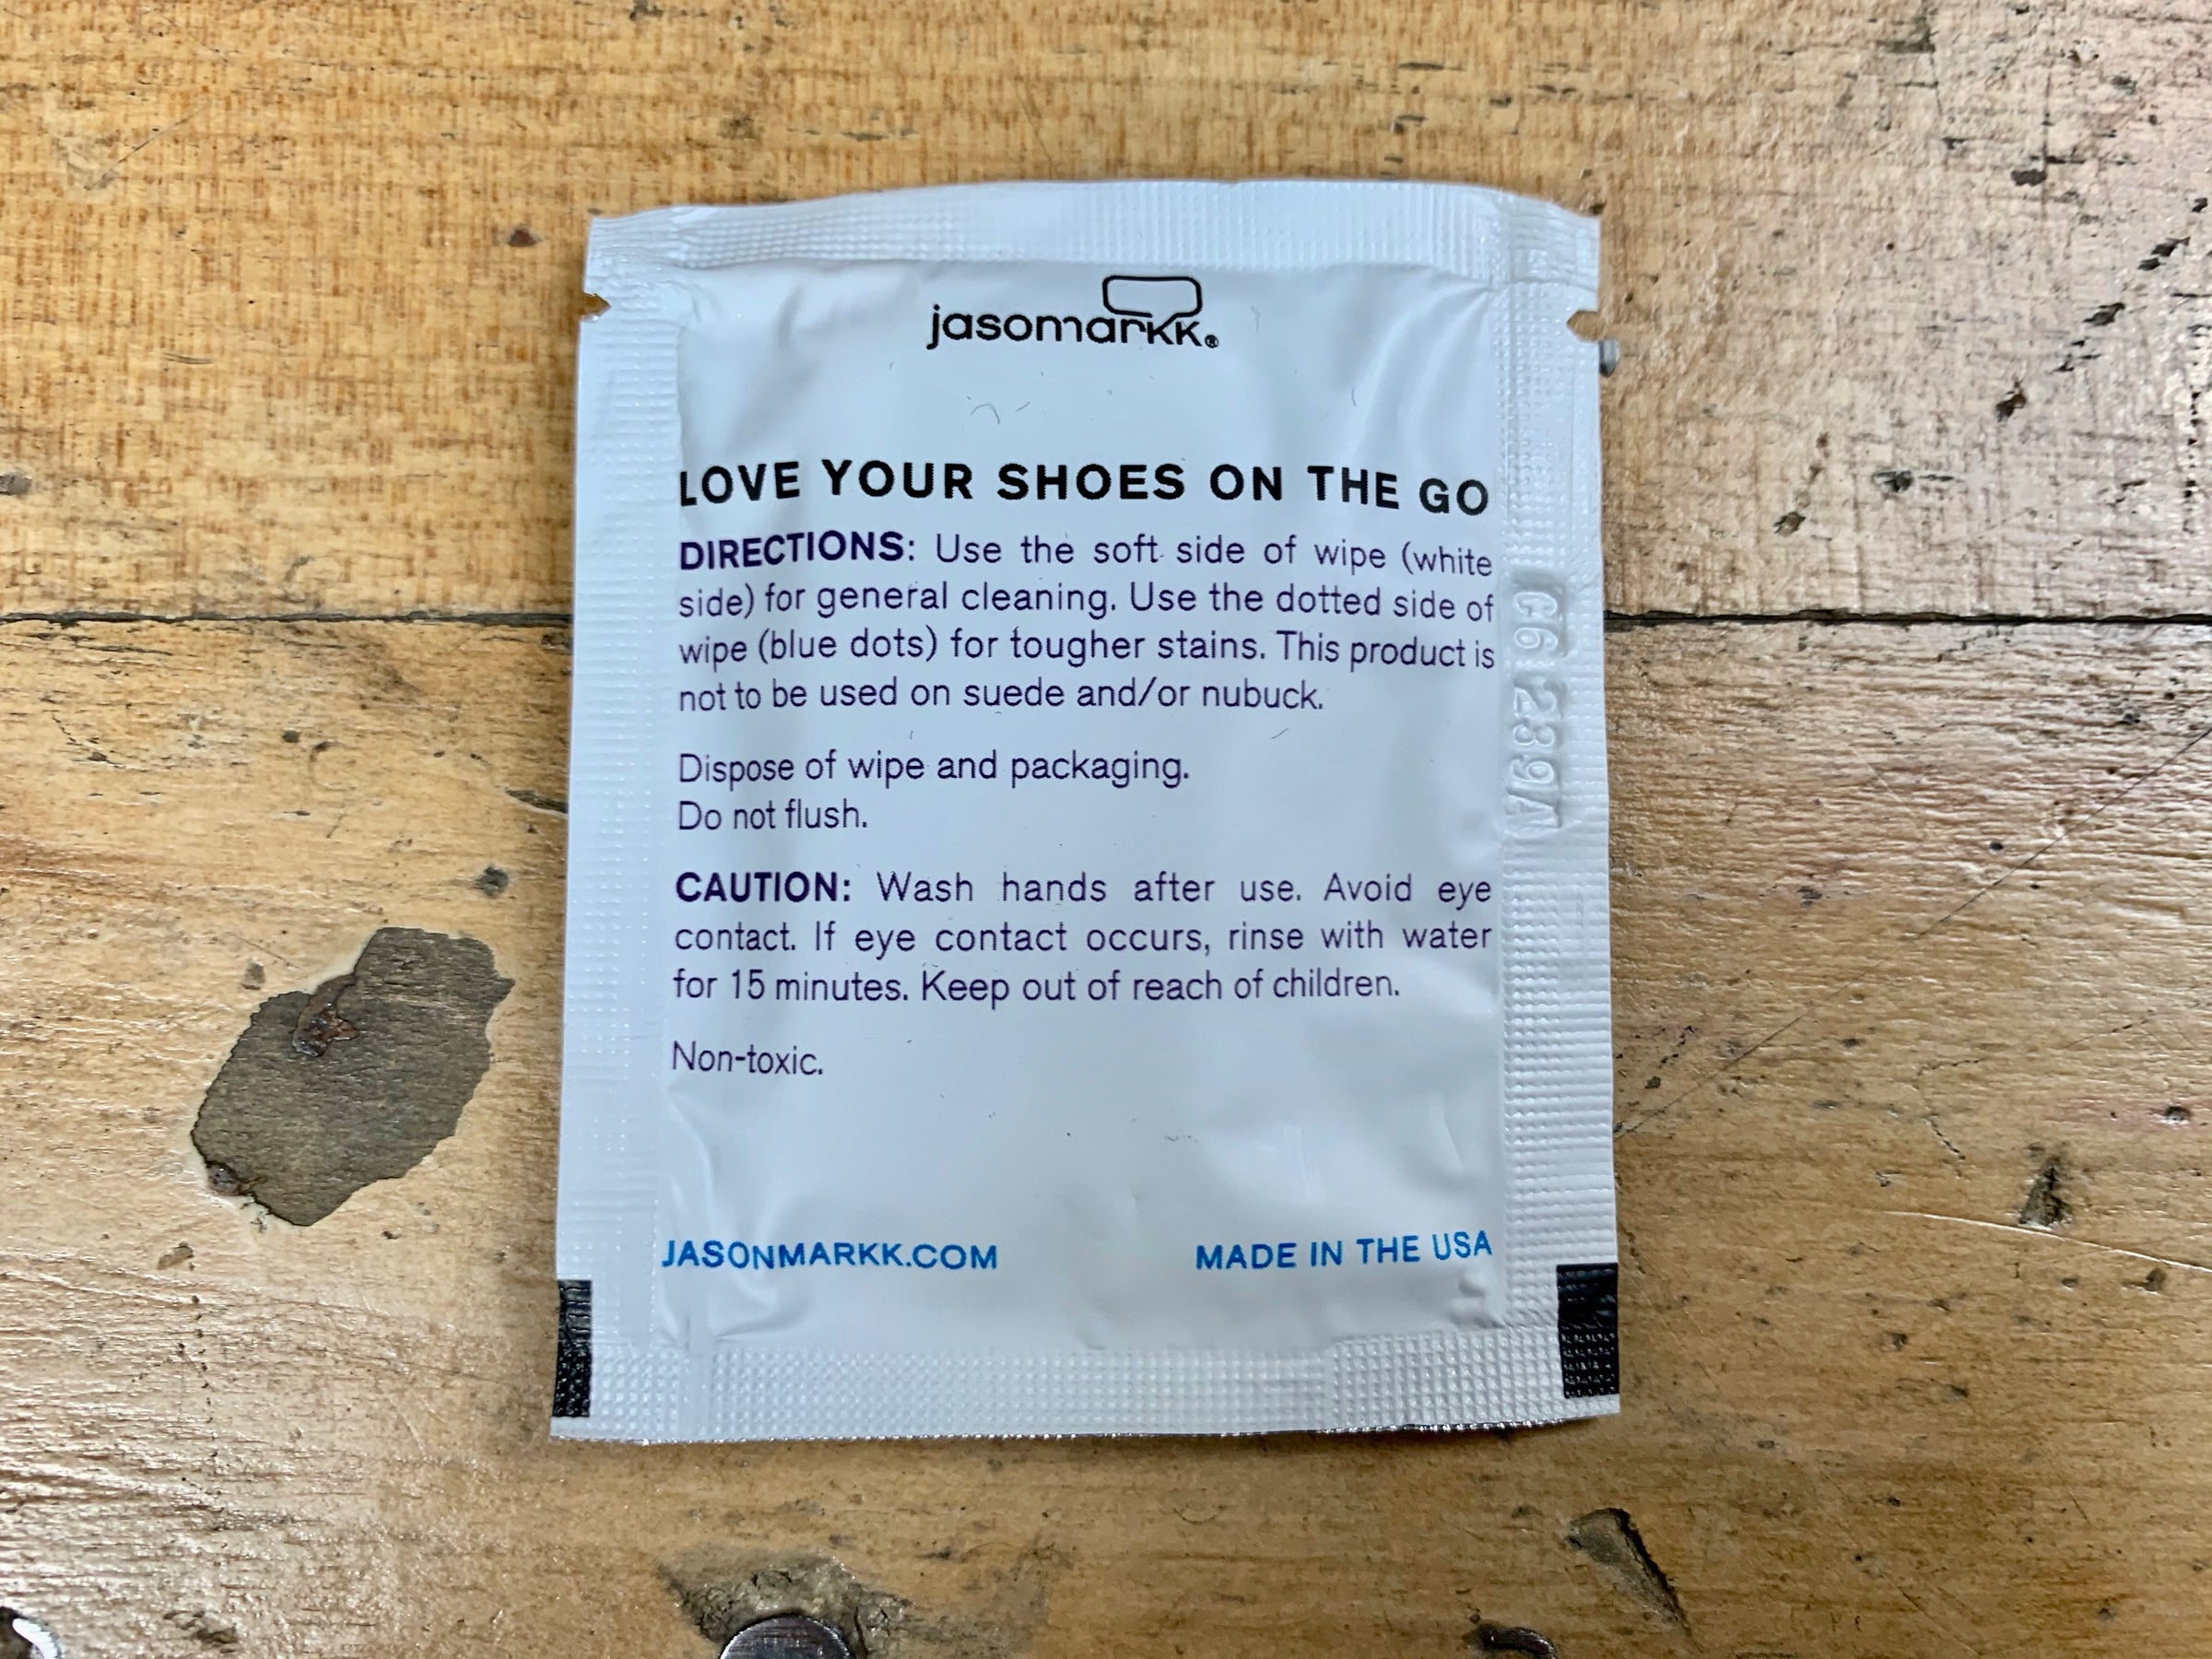 jasonmarkk®
LOVE YOUR SHOES ON THE GO
DIRECTIONS: Use the soft side of wipe (white
side) for general cleaning. Use the dotted side of
wipe (blue dots) for tougher stains. This product is
not to be used on suede and/or nubuck.
Dispose of wipe and packaging.
Do not flush.
CAUTION: Wash hands after use. Avoid eye
contact. If eye contact occurs, rinse with water
for 15 minutes. Keep out of reach of children.
Non-toxic.
JASONMARKK.COM MADE IN THE USA